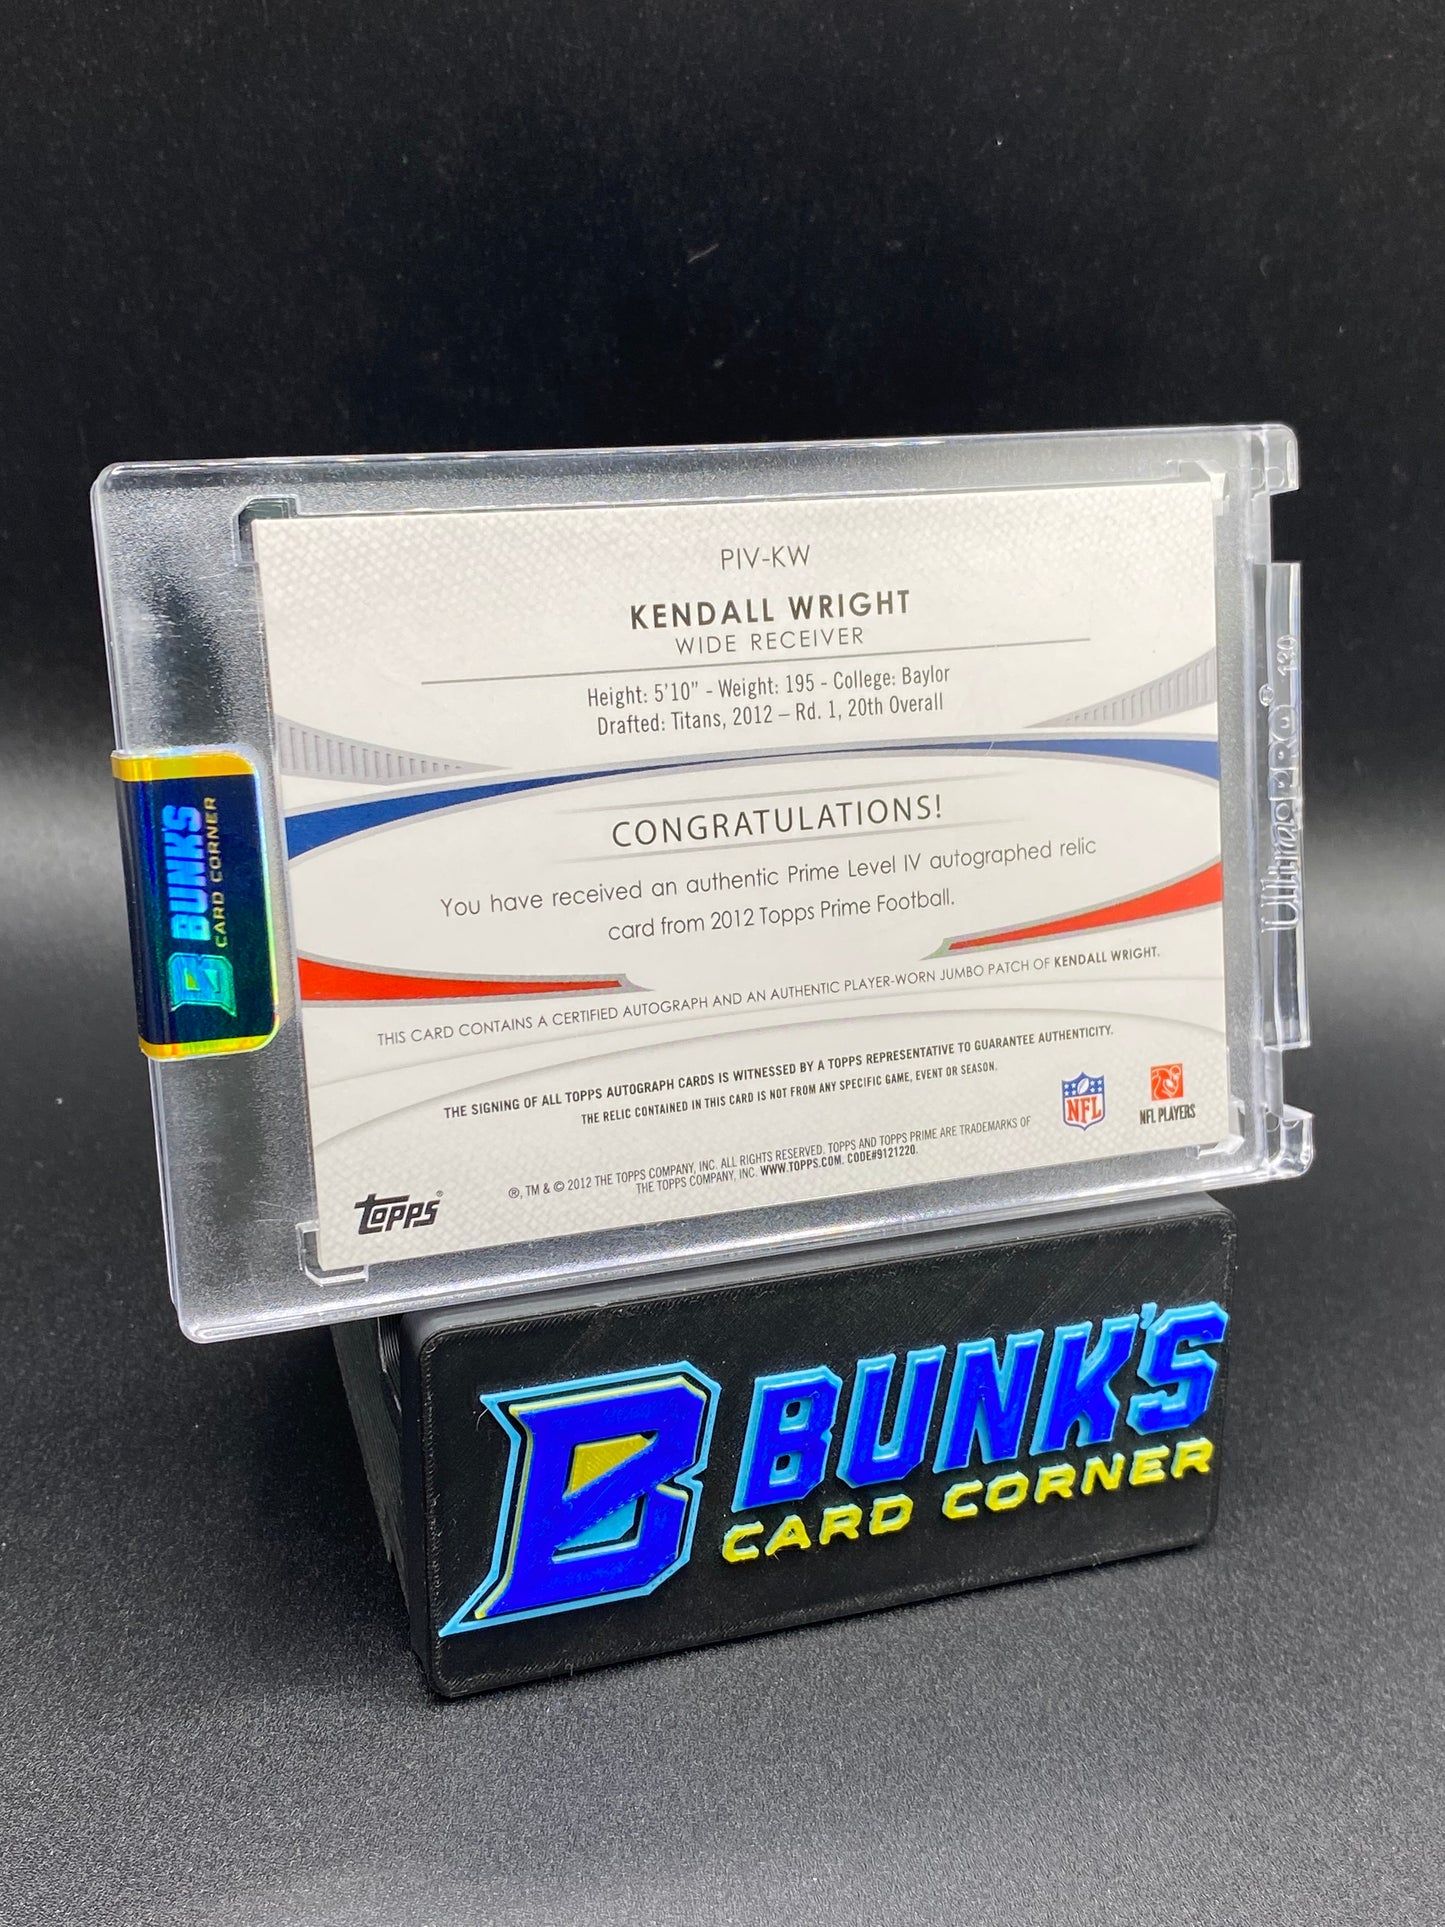 PIV-KW
KENDALL WRIGHT
WIDE RECEIVER
Height: 5'10" - Weight: 195 - College: Baylor
Drafted: Titans, 2012 – Rd. 1, 20th Overall
CONGRATULATIONS!
You have received an authentic Prime Level IV autographed relic
card from 2012 Topps Prime Football.
THIS CARD CONTAINS A CERTIFIED AUTOGRAPH AND AN AUTHENTIC PLAYER-WORN JUMBO PATCH OF KENDALL WRIGHT.
THE SIGNING OF ALL TOPPS AUTOGRAPH CARDS IS WITNESSED BY A TOPPS REPRESENTATIVE TO GUARANTEE AUTHENTICITY.
THE RELIC CONTAINED IN THIS CARD IS NOT FROM ANY SPECIFIC GAME, EVENT OR SEASON.
NFL
NFL PLAYERS
®, TM & © 2012 THE TOPPS COMPANY, INC. ALL RIGHTS RESERVED. TOPPS AND TOPPS PRIME ARE TRADEMARKS OF
THE TOPPS COMPANY, INC. WWW.TOPPS.COM. CODE#9121220.
Topps®
B BUNK'S
CARD CORNER
Ultra PRO® 130
B BUNK'S
CARD CORNER